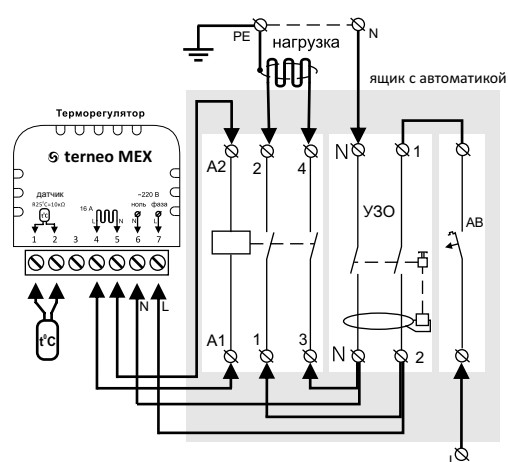 PE
N
нагрузка
ящик с автоматикой
Терморегулятор
terneo MEX
датчик
R25°C=10кΩ
t°C
16 А
L
N
~220 В
ноль фаза
N
L
1 2 3 4 5 6 7
N L
t°C
A2 2 4 N 1
УЗО
АВ
A1 1 3 N 2
L